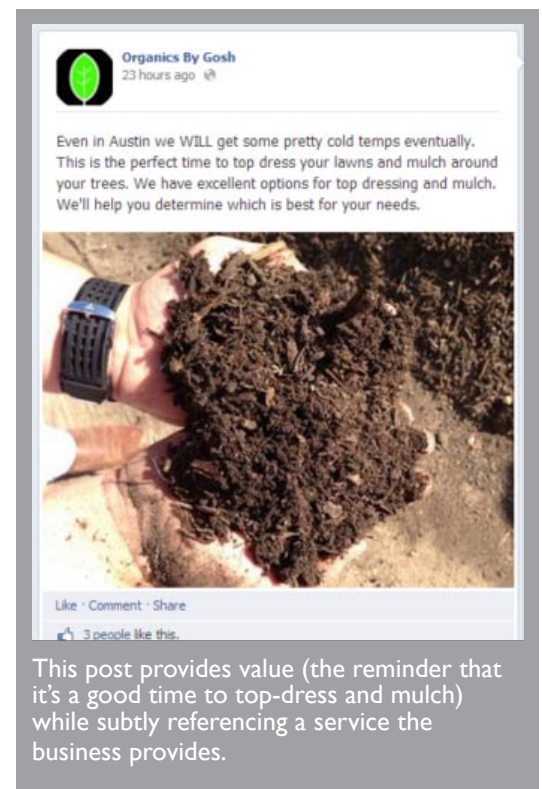 Organics By Gosh
23 hours ago
Even in Austin we WILL get some pretty cold temps eventually.
This is the perfect time to top dress your lawns and mulch around
your trees. We have excellent options for top dressing and mulch.
We'll help you determine which is best for your needs.
Like · Comment · Share
3 people like this.
This post provides value (the reminder that
it's a good time to top-dress and mulch)
while subtly referencing a service the
business provides.